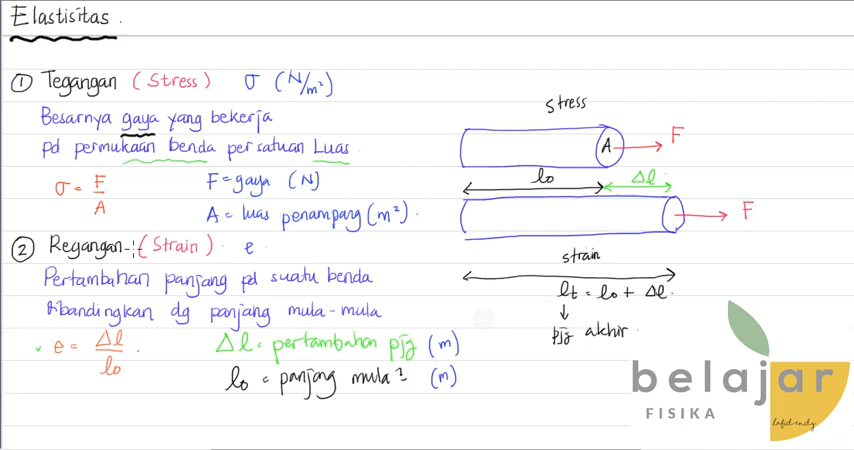 Elastisitas.
① Tegangan (Stress) σ (N/m²)
Besarnya gaya yang bekerja
pd permukaan benda per satuan Luas.
σ = F/A
F = gaya (N)
A = luas penampang (m²).
② Regangan (Strain). e
Pertambahan panjang pd suatu benda
dibandingkan dg panjang mula-mula
e = Δl/lo.
Δl = pertambahan pjg (m)
lo = panjang mula² (m)
stress
A
F
lo
Δl
F
strain
lt = lo + Δl.
↓
pjg akhir.
belajar
FISIKA
hafid endy